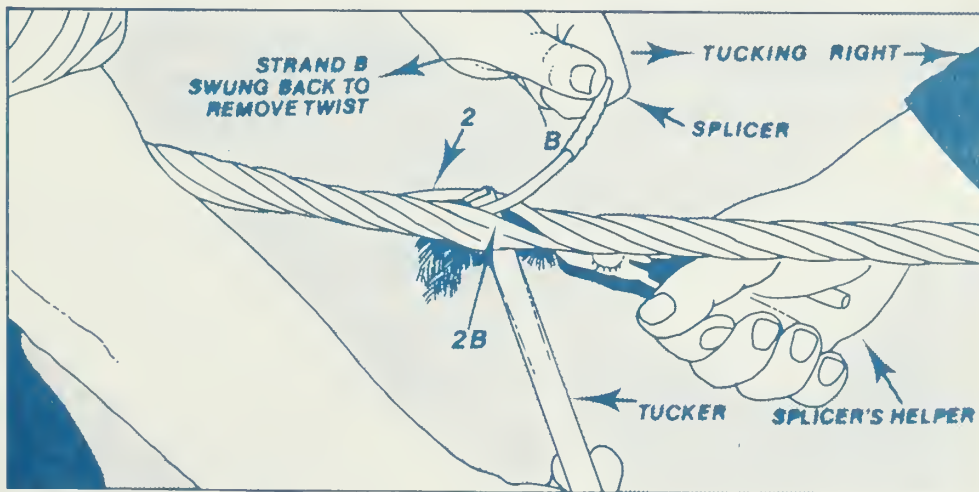 STRAND B
SWUNG BACK TO
REMOVE TWIST
TUCKING RIGHT
2
B
SPLICER
2B
TUCKER
SPLICER'S HELPER